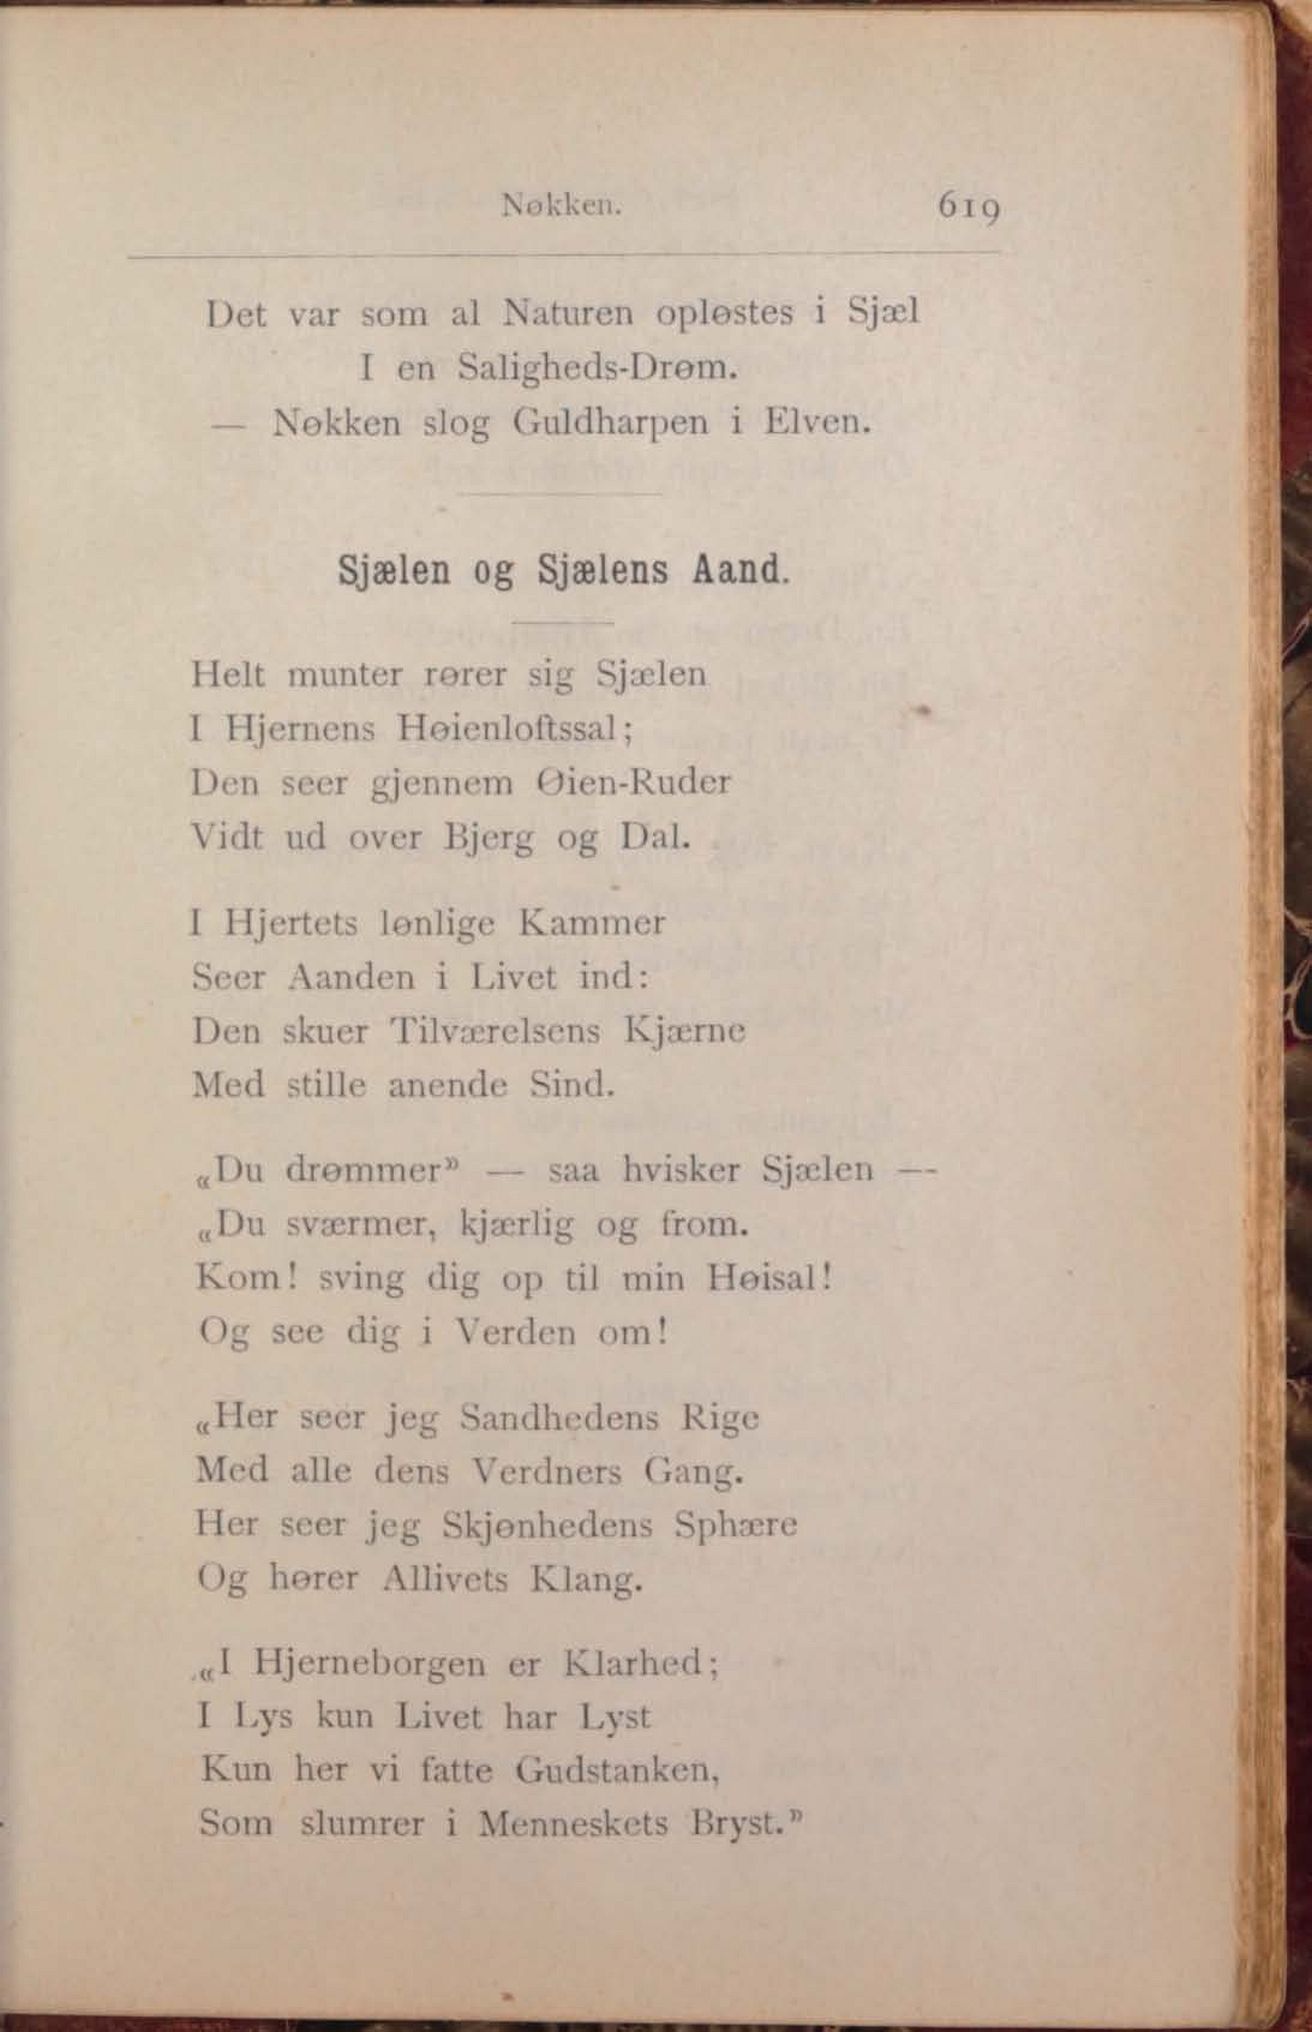 Nøkken. 619
Det var som al Naturen opløstes i Sjæl
I en Saligheds-Drøm.
— Nøkken slog Guldharpen i Elven.
Sjælen og Sjælens Aand.
Helt munter rører sig Sjælen
I Hjernens Høienloftssal;
Den seer gjennem Øien-Ruder
Vidt ud over Bjerg og Dal.
I Hjertets lønlige Kammer
Seer Aanden i Livet ind:
Den skuer Tilværelsens Kjærne
Med stille anende Sind.
«Du drømmer» — saa hvisker Sjælen —
«Du sværmer, kjærlig og from.
Kom! sving dig op til min Høisal!
Og see dig i Verden om!
«Her seer jeg Sandhedens Rige
Med alle dens Verdners Gang.
Her seer jeg Skjønhedens Sphære
Og hører Allivets Klang.
«I Hjerneborgen er Klarhed;
I Lys kun Livet har Lyst
Kun her vi fatte Gudstanken,
Som slumrer i Menneskets Bryst.»